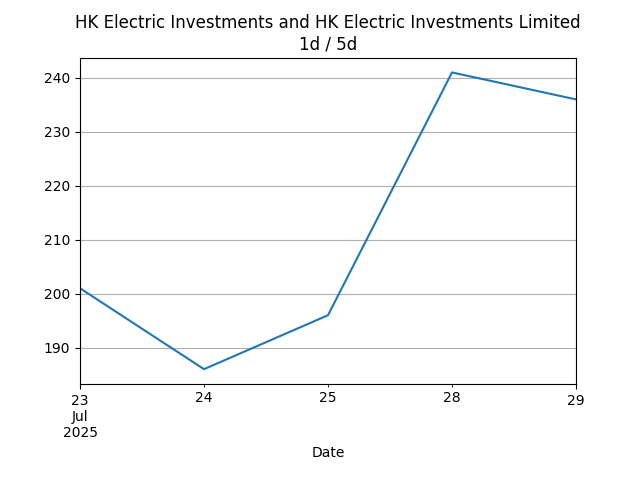 HK Electric Investments and HK Electric Investments Limited
1d / 5d
240
230
220
210
200
190
23 24 25 28 29
Jul
2025
Date